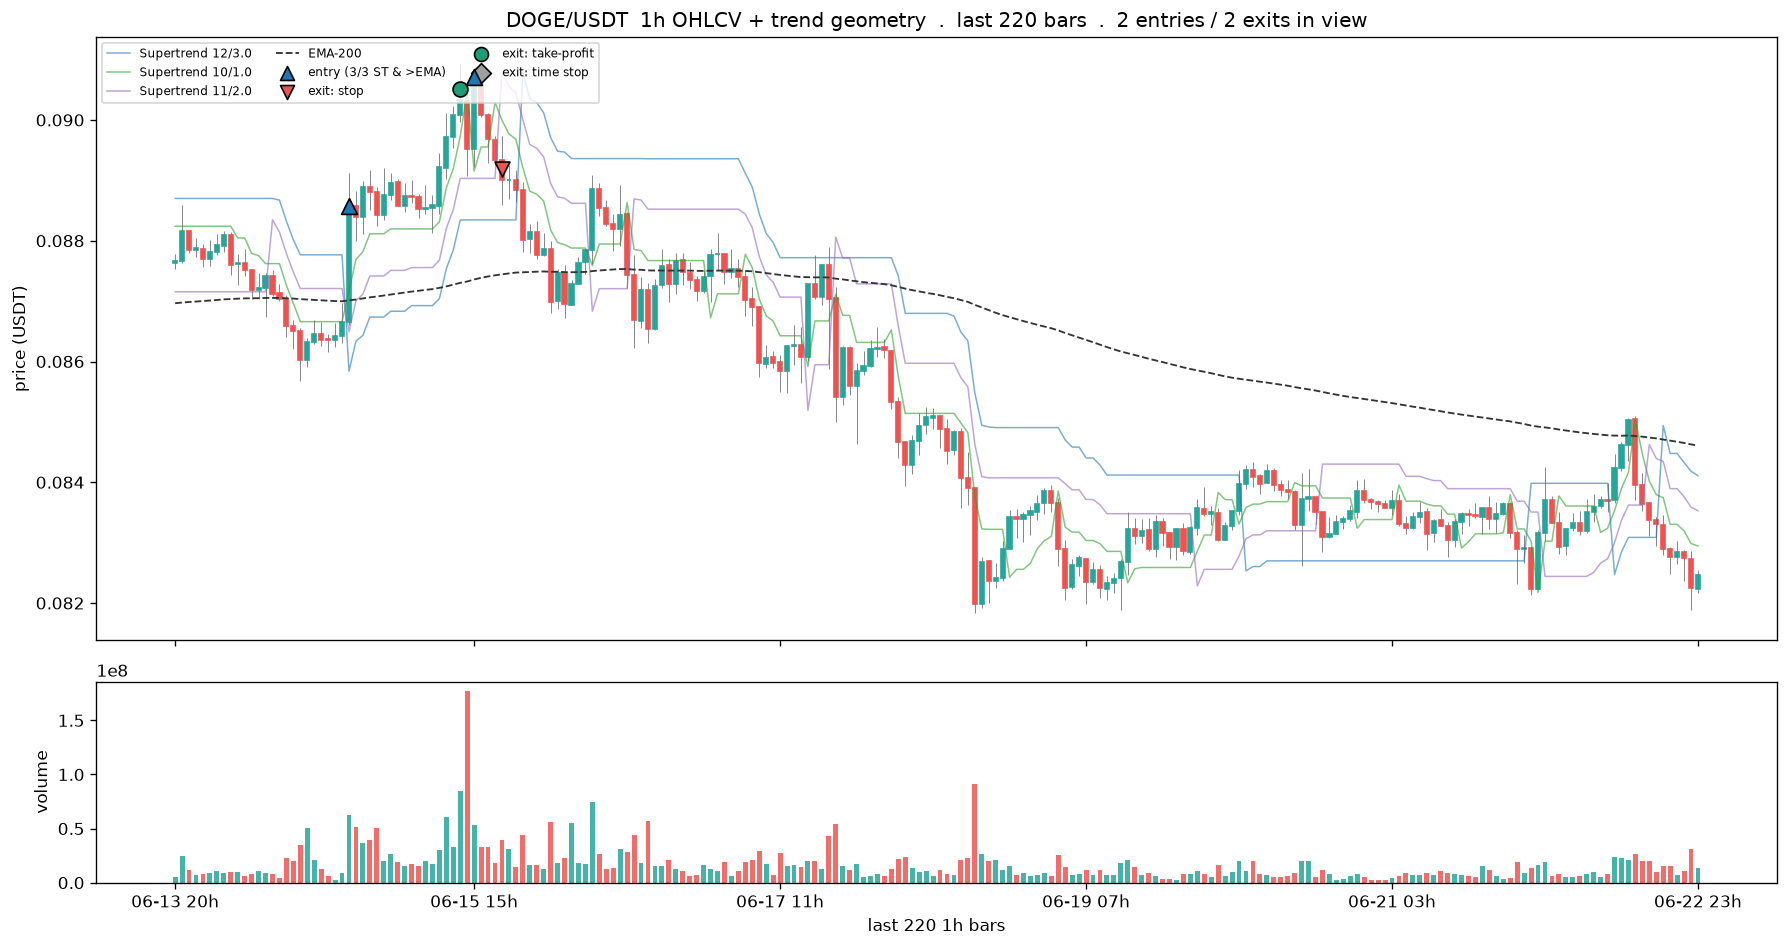 DOGE/USDT  1h OHLCV + trend geometry  .  last 220 bars  .  2 entries / 2 exits in view
Supertrend 12/3.0
Supertrend 10/1.0
Supertrend 11/2.0
EMA-200
entry (3/3 ST & >EMA)
exit: stop
exit: take-profit
exit: time stop
price (USDT)
0.090
0.088
0.086
0.084
0.082
1e8
volume
1.5
1.0
0.5
0.0
06-13 20h
06-15 15h
06-17 11h
06-19 07h
06-21 03h
06-22 23h
last 220 1h bars